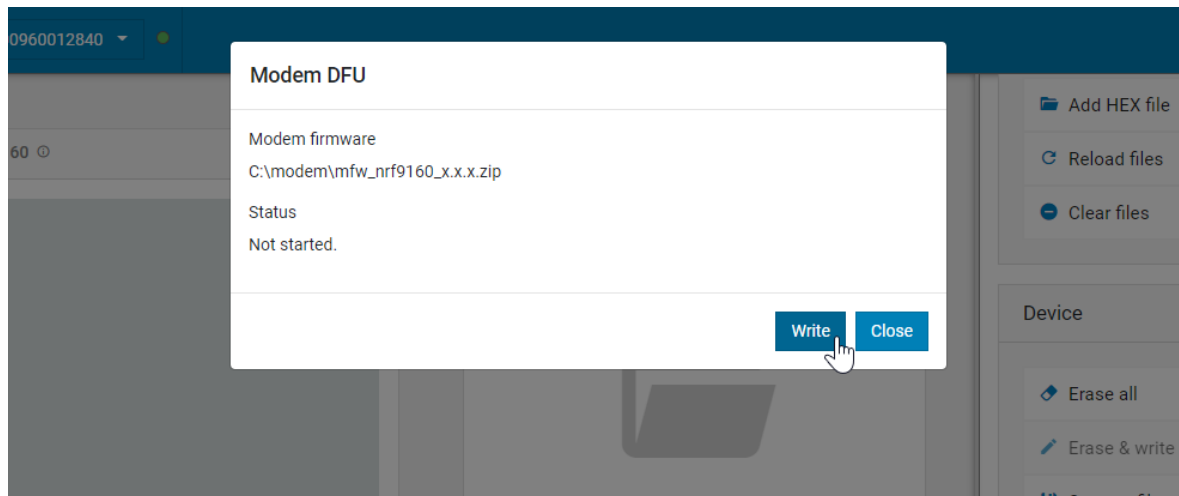 0960012840
Modem DFU
Modem firmware
C:\modem\mfw_nrf9160_x.x.x.zip
Status
Not started.
Write
Close
60
Add HEX file
Reload files
Clear files
Device
Erase all
Erase & write